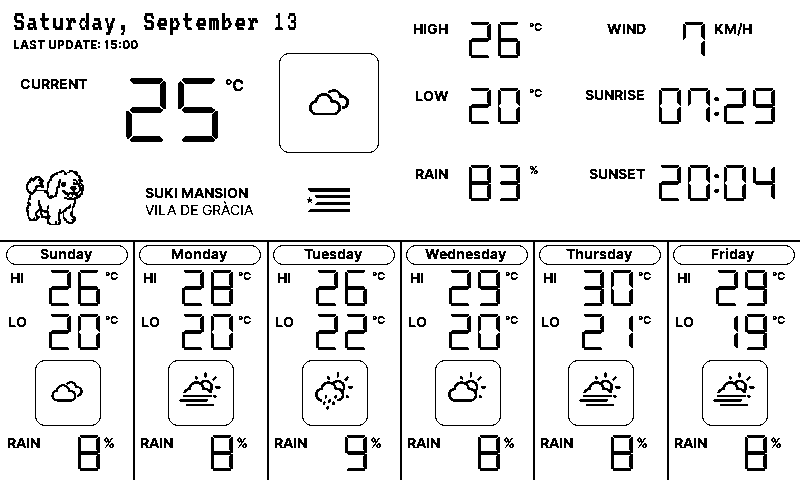 Saturday, September 13
LAST UPDATE: 15:00
CURRENT 25 °C
HIGH 26 °C
LOW 20 °C
RAIN 83 %
WIND 7 KM/H
SUNRISE 07:29
SUNSET 20:04
SUKI MANSION
VILA DE GRÀCIA
Sunday
HI 26 °C
LO 20 °C
RAIN 8 %
Monday
HI 28 °C
LO 20 °C
RAIN 8 %
Tuesday
HI 26 °C
LO 22 °C
RAIN 9 %
Wednesday
HI 29 °C
LO 20 °C
RAIN 8 %
Thursday
HI 30 °C
LO 21 °C
RAIN 8 %
Friday
HI 29 °C
LO 19 °C
RAIN 8 %